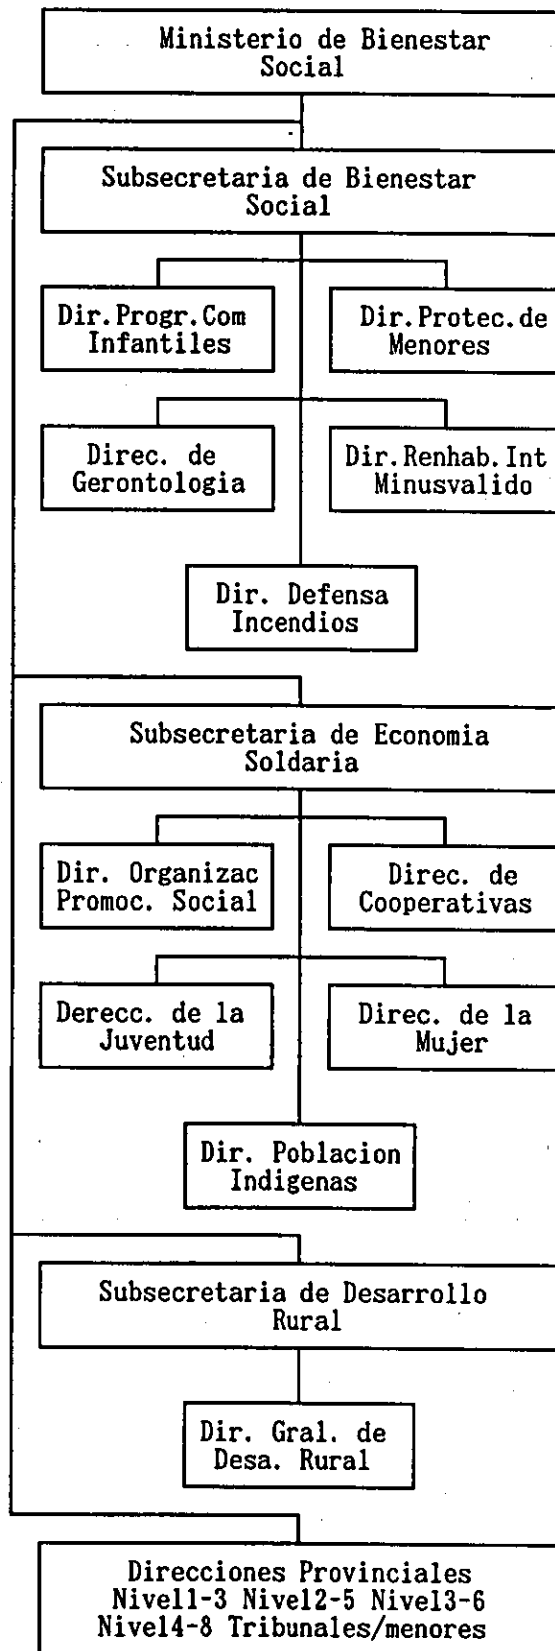 Ministerio de Bienestar
Social
Subsecretaria de Bienestar
Social
Dir.Progr.Com
Infantiles
Dir.Protec.de
Menores
Direc. de
Gerontologia
Dir.Renhab.Int
Minusvalido
Dir. Defensa
Incendios
Subsecretaria de Economia
Soldaria
Dir. Organizac
Promoc. Social
Direc. de
Cooperativas
Derecc. de la
Juventud
Direc. de la
Mujer
Dir. Poblacion
Indigenas
Subsecretaria de Desarrollo
Rural
Dir. Gral. de
Desa. Rural
Direcciones Provinciales
Nivel1-3 Nivel2-5 Nivel3-6
Nivel4-8 Tribunales/menores